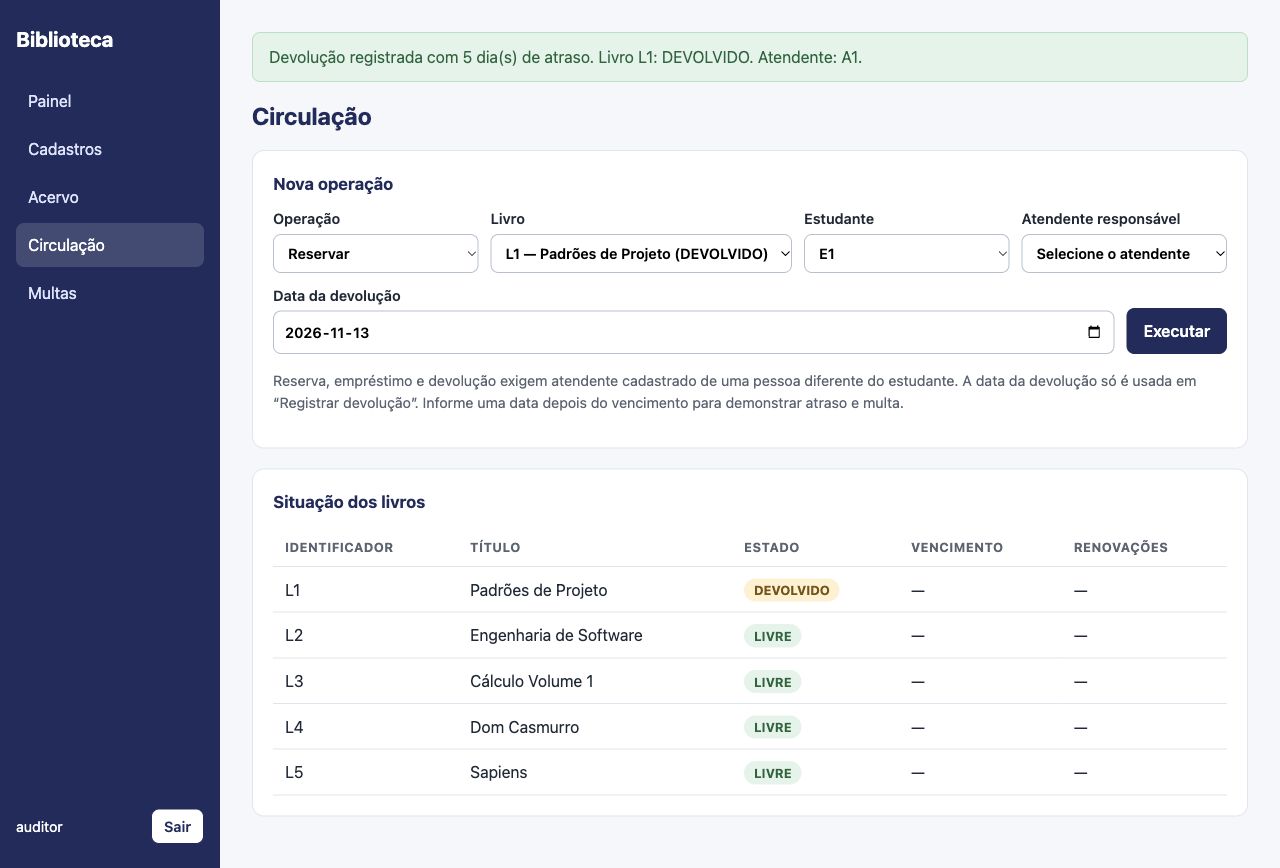 Biblioteca
Painel
Cadastros
Acervo
Circulação
Multas
auditor
Sair
Devolução registrada com 5 dia(s) de atraso. Livro L1: DEVOLVIDO. Atendente: A1.
Circulação
Nova operação
Operação Livro Estudante Atendente responsável
Reservar L1 — Padrões de Projeto (DEVOLVIDO) E1 Selecione o atendente
Data da devolução
2026-11-13 Executar
Reserva, empréstimo e devolução exigem atendente cadastrado de uma pessoa diferente do estudante. A data da devolução só é usada em
“Registrar devolução”. Informe uma data depois do vencimento para demonstrar atraso e multa.
Situação dos livros
IDENTIFICADOR TÍTULO ESTADO VENCIMENTO RENOVAÇÕES
L1 Padrões de Projeto DEVOLVIDO — —
L2 Engenharia de Software LIVRE — —
L3 Cálculo Volume 1 LIVRE — —
L4 Dom Casmurro LIVRE — —
L5 Sapiens LIVRE — —